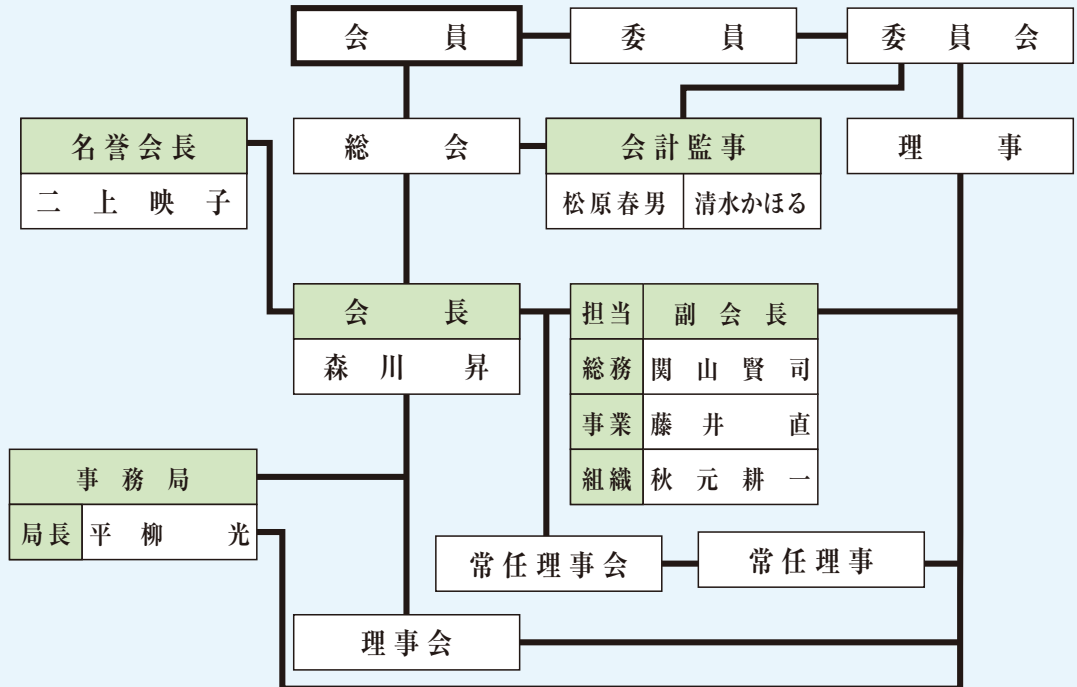 会員
委員
委員会
名誉会長
二上映子
総会
会計監事
松原春男 清水かほる
理事
会長
森川昇
担当 副会長
総務 関山賢司
事業 藤井直
組織 秋元耕一
事務局
局長 平柳光
常任理事会
常任理事
理事会